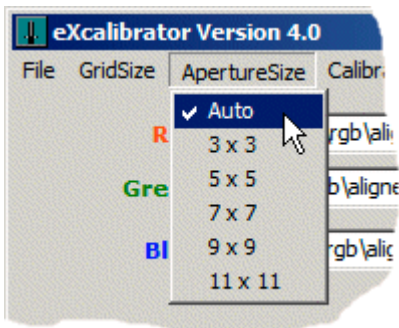 eXcalibrator Version 4.0
File GridSize ApertureSize Calibr
Auto
R rgb\ali
3 x 3
Gre 5 x 5 b\aligne
7 x 7
Bl 9 x 9 rgb\alig
11 x 11